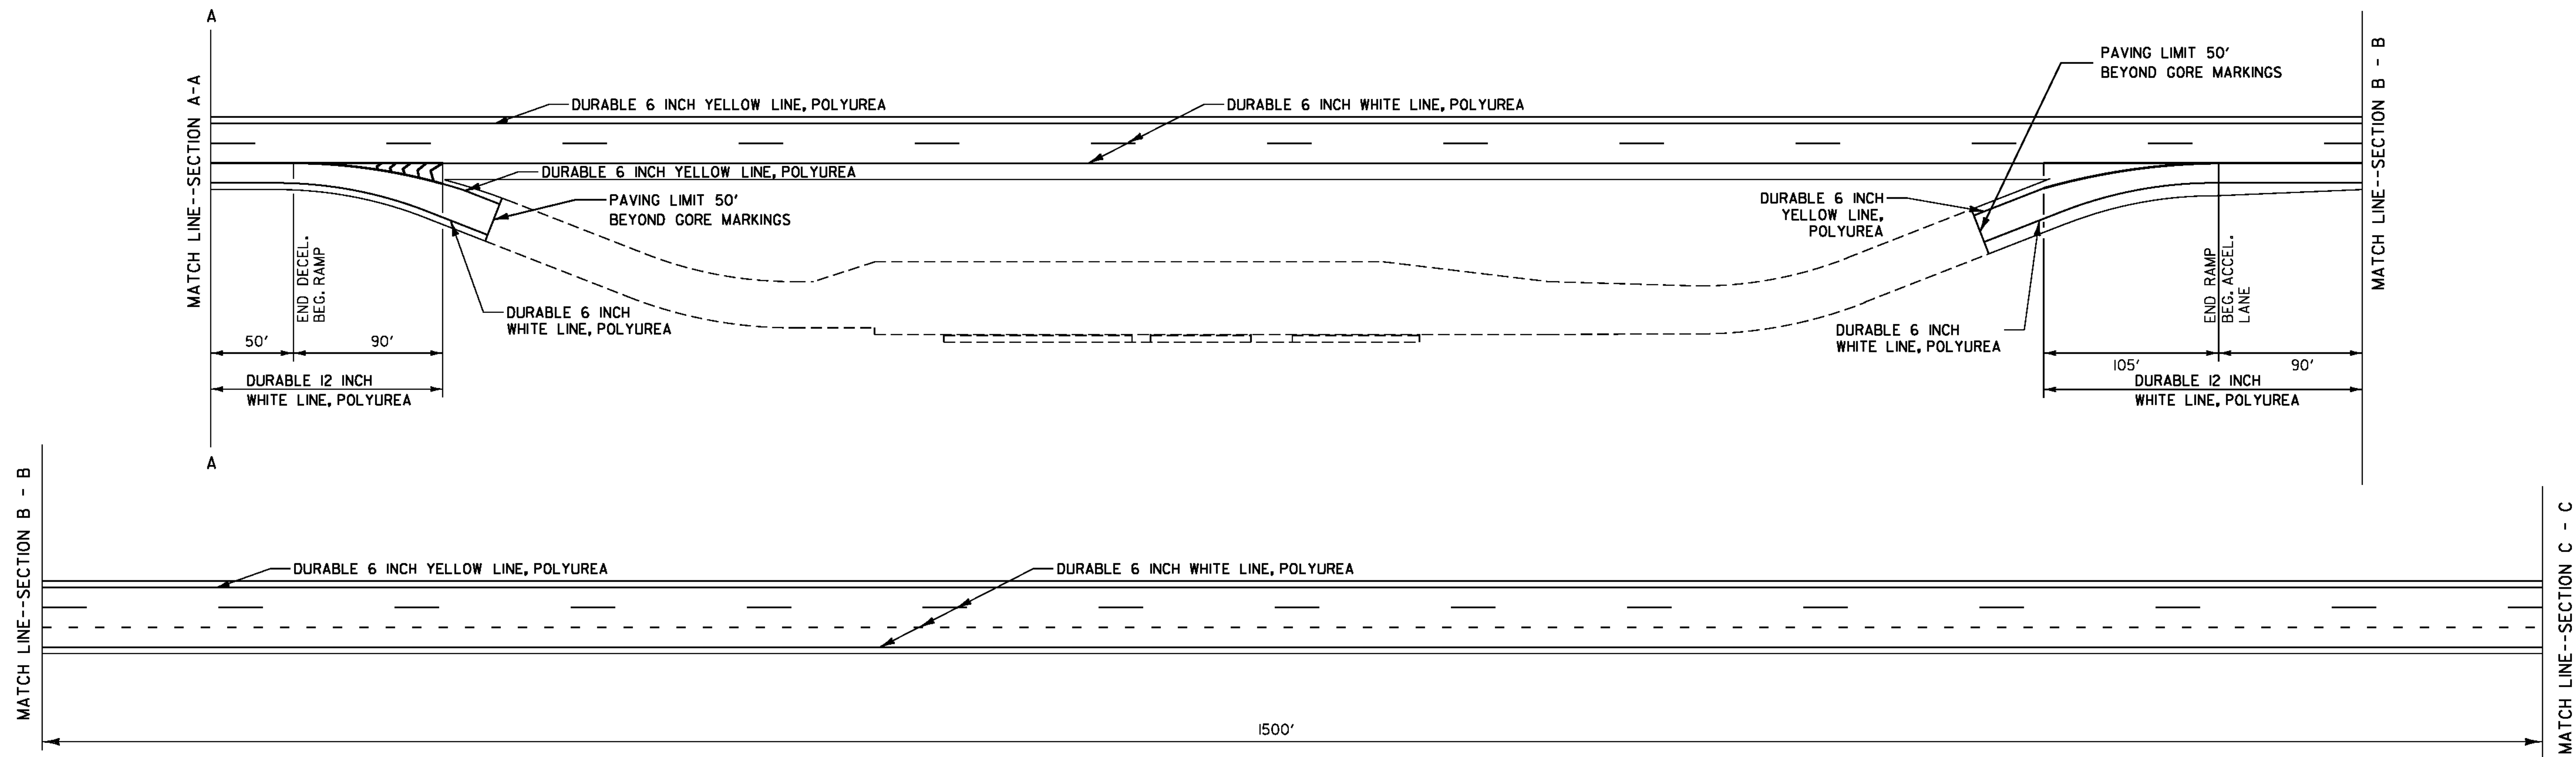 A
MATCH LINE--SECTION A-A
DURABLE 6 INCH YELLOW LINE, POLYUREA
DURABLE 6 INCH WHITE LINE, POLYUREA
PAVING LIMIT 50'
BEYOND GORE MARKINGS
MATCH LINE--SECTION B - B
DURABLE 6 INCH YELLOW LINE, POLYUREA
PAVING LIMIT 50'
BEYOND GORE MARKINGS
DURABLE 6 INCH
YELLOW LINE,
POLYUREA
END DECEL.
BEG. RAMP
DURABLE 6 INCH
WHITE LINE, POLYUREA
END RAMP
BEG. ACCEL.
LANE
DURABLE 6 INCH
WHITE LINE, POLYUREA
50'
90'
DURABLE 12 INCH
WHITE LINE, POLYUREA
105'
90'
DURABLE 12 INCH
WHITE LINE, POLYUREA
A
MATCH LINE--SECTION B - B
DURABLE 6 INCH YELLOW LINE, POLYUREA
DURABLE 6 INCH WHITE LINE, POLYUREA
MATCH LINE--SECTION C - C
1500'